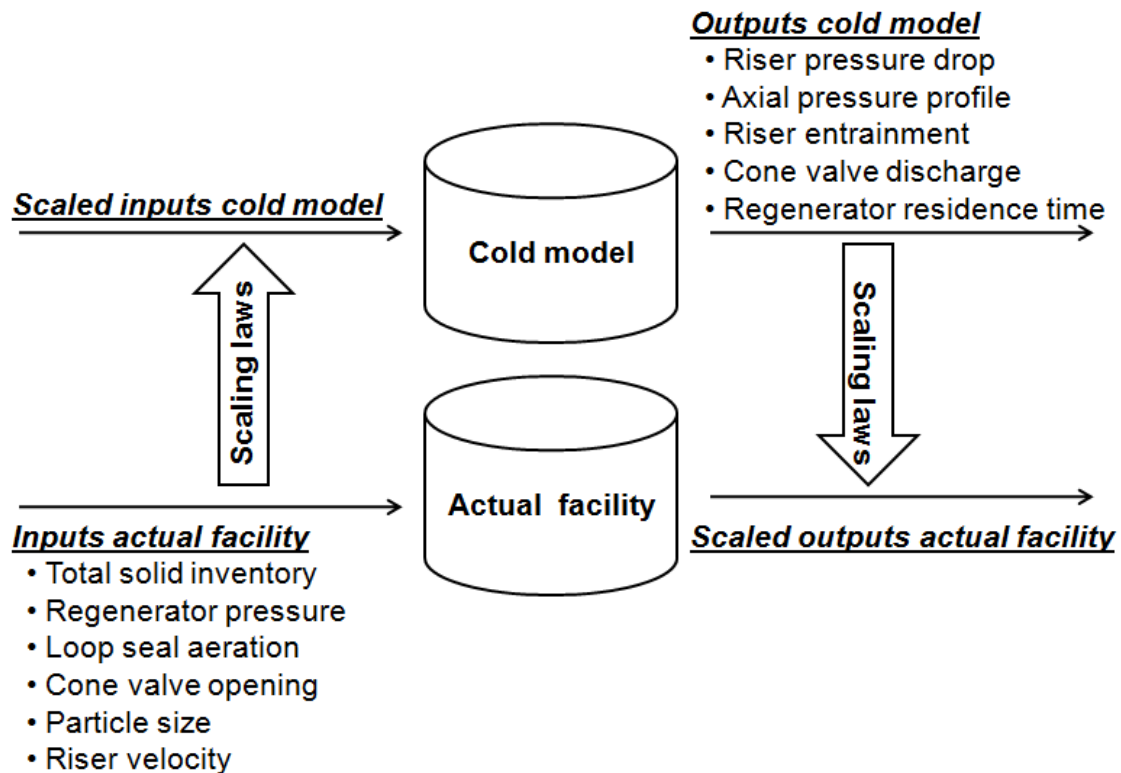 Outputs cold model
• Riser pressure drop
• Axial pressure profile
• Riser entrainment
• Cone valve discharge
• Regenerator residence time
Scaled inputs cold model
Cold model
Scaling laws
Scaling laws
Actual facility
Inputs actual facility
• Total solid inventory
• Regenerator pressure
• Loop seal aeration
• Cone valve opening
• Particle size
• Riser velocity
Scaled outputs actual facility